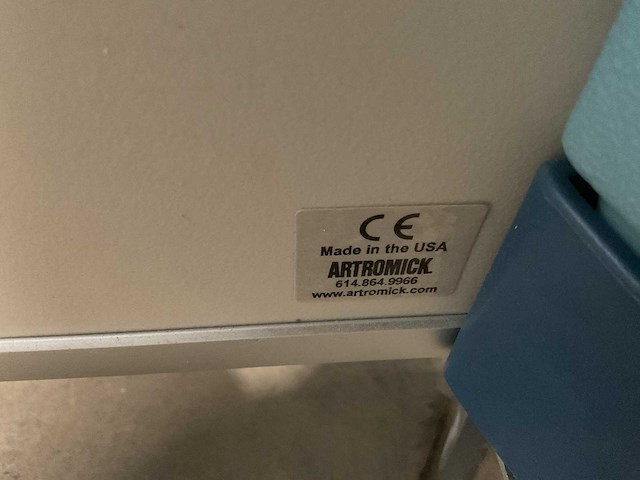 CE
Made in the USA
ARTROMICK
614.864.9966
www.artromick.com